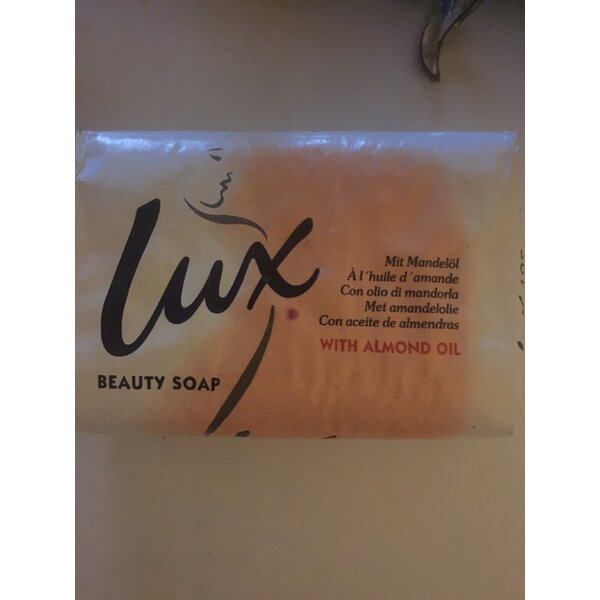 Lux
BEAUTY SOAP
Mit Mandelöl
À l´huile d´amande
Con olio di mandorla
Met amandelolie
Con aceite de almendras
WITH ALMOND OIL